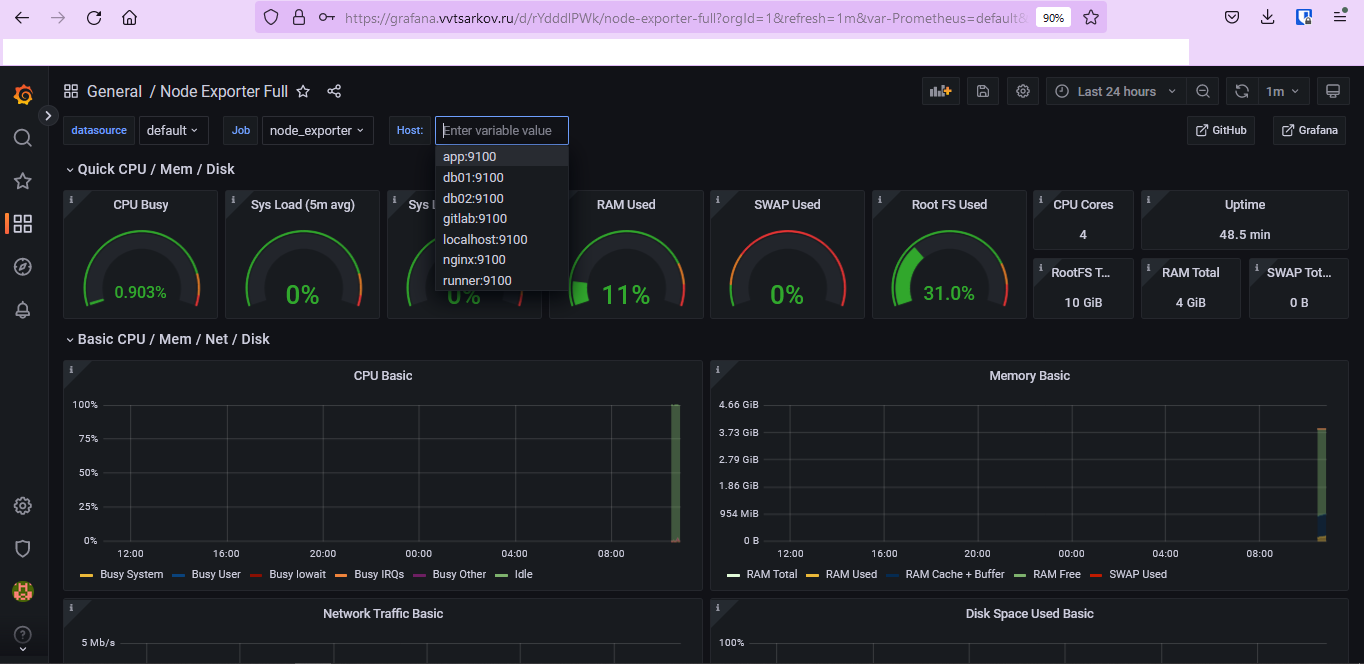 https://grafana.vvtsarkov.ru/d/rYdddlPWk/node-exporter-full?orgId=1&refresh=1m&var-Prometheus=default&
90%
General / Node Exporter Full
Last 24 hours
1m
datasource
default
Job
node_exporter
Host:
Enter variable value
GitHub
Grafana
app:9100
db01:9100
db02:9100
gitlab:9100
localhost:9100
nginx:9100
runner:9100
Quick CPU / Mem / Disk
CPU Busy
0.903%
Sys Load (5m avg)
0%
Sys
0%
RAM Used
11%
SWAP Used
0%
Root FS Used
31.0%
CPU Cores
4
Uptime
48.5 min
RootFS T...
10 GiB
RAM Total
4 GiB
SWAP Tot...
0 B
Basic CPU / Mem / Net / Disk
CPU Basic
100%
75%
50%
25%
0%
12:00 16:00 20:00 00:00 04:00 08:00
Busy System Busy User Busy Iowait Busy IRQs Busy Other Idle
Memory Basic
4.66 GiB
3.73 GiB
2.79 GiB
1.86 GiB
954 MiB
0 B
12:00 16:00 20:00 00:00 04:00 08:00
RAM Total RAM Used RAM Cache + Buffer RAM Free SWAP Used
Network Traffic Basic
5 Mb/s
Disk Space Used Basic
100%